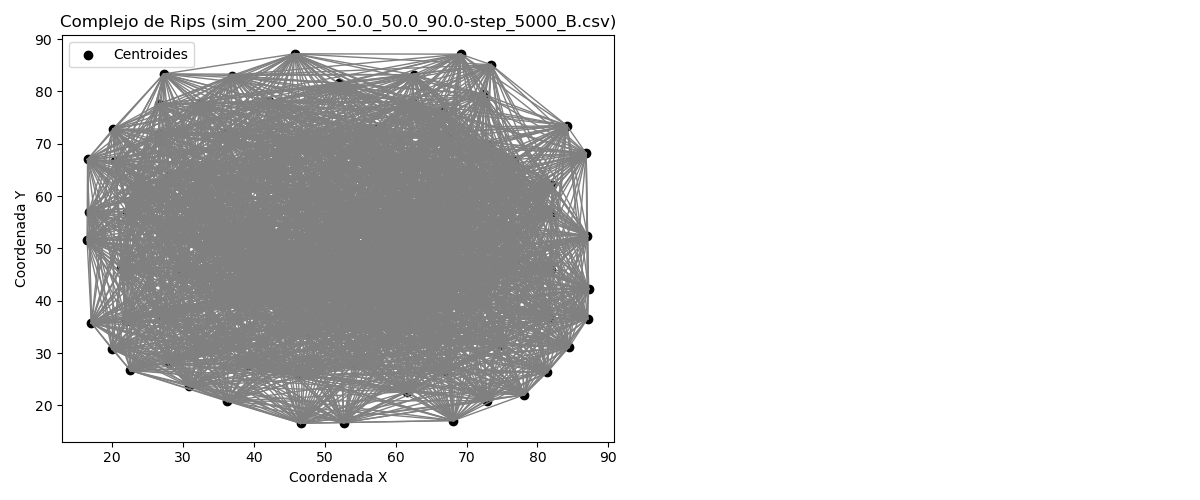 Complejo de Rips (sim_200_200_50.0_50.0_90.0-step_5000_B.csv)
Centroides
Coordenada Y
90
80
70
60
50
40
30
20
20 30 40 50 60 70 80 90
Coordenada X